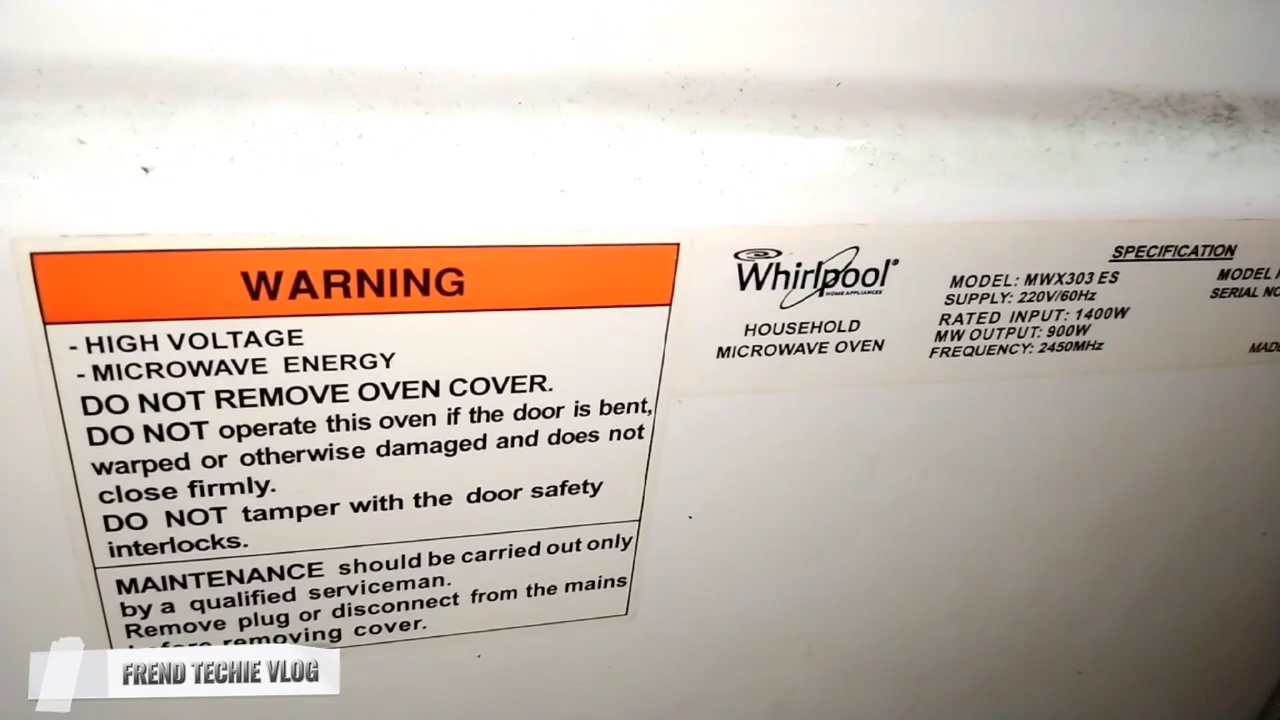 WARNING
- HIGH VOLTAGE
- MICROWAVE ENERGY
DO NOT REMOVE OVEN COVER.
DO NOT operate this oven if the door is bent,
warped or otherwise damaged and does not
close firmly.
DO NOT tamper with the door safety
interlocks.
MAINTENANCE should be carried out only
by a qualified serviceman.
Remove plug or disconnect from the mains
before removing cover.
Whirlpool
HOME APPLIANCES
HOUSEHOLD
MICROWAVE OVEN
SPECIFICATION
MODEL: MWX303 ES
SUPPLY: 220V/60Hz
RATED INPUT: 1400W
MW OUTPUT: 900W
FREQUENCY: 2450MHz
MODEL
SERIAL NO
MADE
FREND TECHIE VLOG